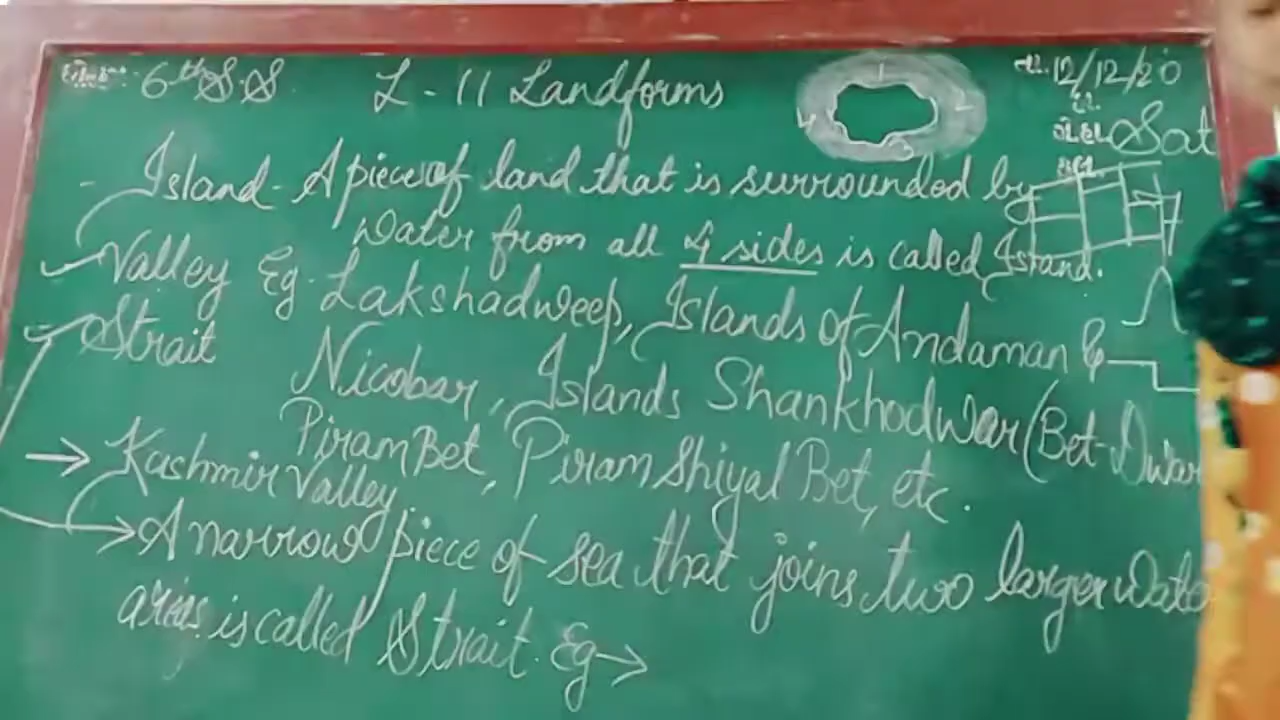 6th S.S L-11 Landforms
તા. 12/12/20
Sat
Island - A piece of land that is surrounded by
water from all 4 sides is called Island.
Valley Eg. Lakshadweep, Islands of Andaman &
Strait Nicobar, Islands Shankhodwar (Bet-Dwar
Piram Bet, Piram Shiyal Bet, etc.
→ Kashmir Valley.
→ A narrow piece of sea that joins two larger wate
areas is called Strait. Eg →